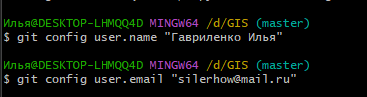 Илья@DESKTOP-LHMQQ4D MINGW64 /d/GIS (master)
$ git config user.name "Гавриленко Илья"
Илья@DESKTOP-LHMQQ4D MINGW64 /d/GIS (master)
$ git config user.email "silerhow@mail.ru"